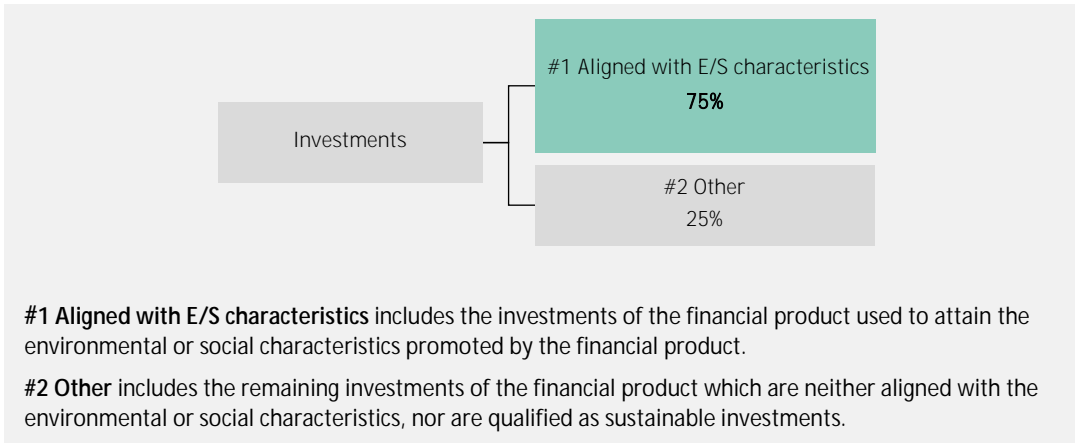 #1 Aligned with E/S characteristics
75%
Investments
#2 Other
25%
#1 Aligned with E/S characteristics includes the investments of the financial product used to attain the
environmental or social characteristics promoted by the financial product.
#2 Other includes the remaining investments of the financial product which are neither aligned with the
environmental or social characteristics, nor are qualified as sustainable investments.